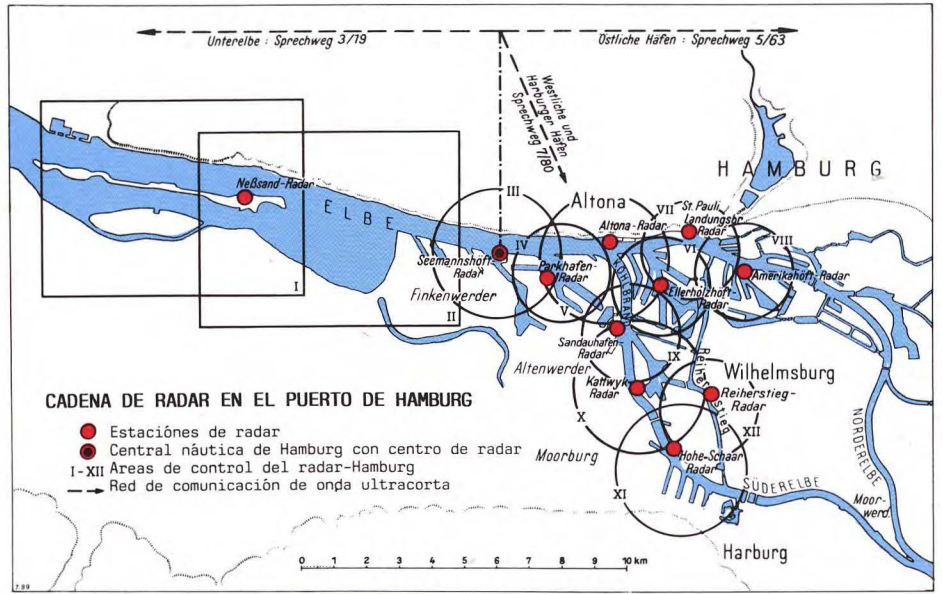 Unterelbe : Sprechweg 3/19
Östliche Häfen : Sprechweg 5/63
Westliche und
Harburger Häfen
Sprechweg 7/80
HAMBURG
Neßsand-Radar
ELBE
I
II
III
IV
Altona
VII
St. Pauli
Landungsbr.
Radar
Altona-Radar
VI
VIII
Seemannshöft-
Radar
Parkhafen-
Radar
KÖHLBRAND
Ellerholzhöft-
Radar
Amerikahöft-Radar
Finkenwerder
V
Sandauhafen-
Radar
IX
Altenwerder
Kattwyk
Radar
Reiherstieg
Wilhelmsburg
Reiherstieg-
Radar
X
XII
Moorburg
Hohe-Schaar
Radar
XI
SÜDERELBE
NORDERELBE
Moor-
werd.
Harburg
CADENA DE RADAR EN EL PUERTO DE HAMBURG
Estaciónes de radar
Central náutica de Hamburg con centro de radar
I-XII Areas de control del radar-Hamburg
Red de comunicación de onda ultracorta
0 1 2 3 4 5 6 7 8 9 10 km
7.89